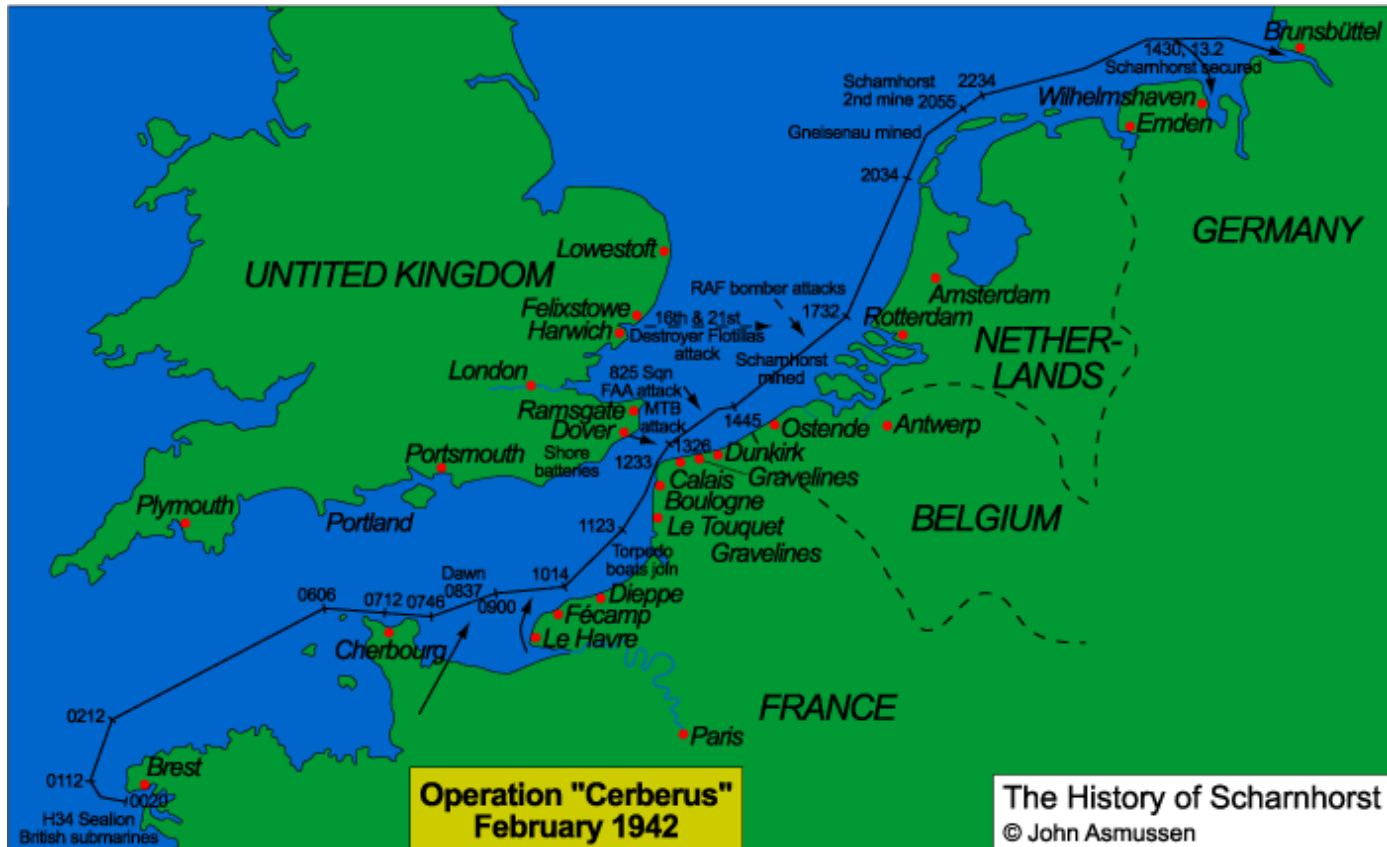 Brunsbüttel
1430, 13.2
Scharnhorst secured
2234
Scharnhorst
2nd mine
2055
Wilhelmshaven
Emden
Gneisenau mined
2034
GERMANY
Lowestoft
UNTITED KINGDOM
RAF bomber attacks
Amsterdam
Felixstowe
1732
Rotterdam
Harwich
16th & 21st
Destroyer Flotillas
attack
NETHER-
LANDS
Scharnhorst
mined
London
825 Sqn
FAA attack
Ramsgate
MTB
attack
Dover
1445
Ostende
Antwerp
1326
Shore
batteries
1233
Dunkirk
Portsmouth
Calais
Gravelines
Plymouth
Boulogne
Portland
1123
Le Touquet
BELGIUM
Gravelines
Torpedo
boats join
Dawn
0837
1014
0606
0712
0746
0900
Dieppe
Fécamp
Cherbourg
Le Havre
0212
FRANCE
Paris
0112
Brest
0020
H34 Sealion
British submarines
Operation "Cerberus"
February 1942
The History of Scharnhorst
© John Asmussen